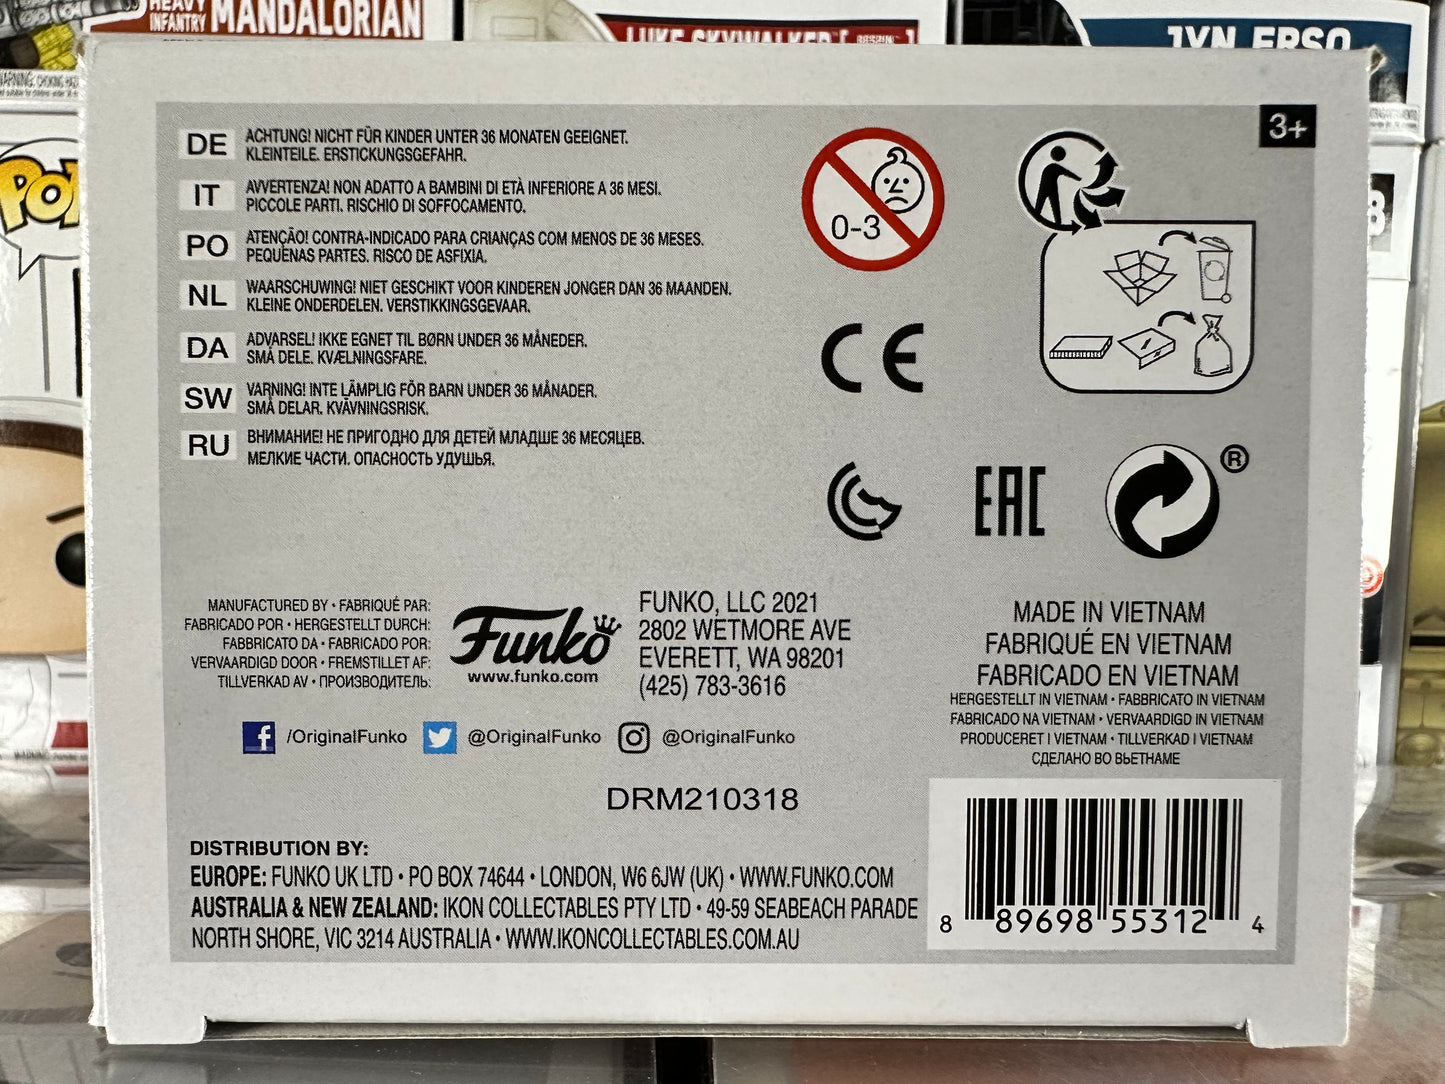 HEAVY
INFANTRY MANDALORIAN
LUKE SKYWALKER [BESPIN]
JYN ERSO
POP
8
3+
DE ACHTUNG! NICHT FÜR KINDER UNTER 36 MONATEN GEEIGNET.
KLEINTEILE. ERSTICKUNGSGEFAHR.
IT AVVERTENZA! NON ADATTO A BAMBINI DI ETÀ INFERIORE A 36 MESI.
PICCOLE PARTI. RISCHIO DI SOFFOCAMENTO.
PO ATENÇÃO! CONTRA-INDICADO PARA CRIANÇAS COM MENOS DE 36 MESES.
PEQUENAS PARTES. RISCO DE ASFIXIA.
NL WAARSCHUWING! NIET GESCHIKT VOOR KINDEREN JONGER DAN 36 MAANDEN.
KLEINE ONDERDELEN. VERSTIKKINGSGEVAAR.
DA ADVARSEL! IKKE EGNET TIL BØRN UNDER 36 MÅNEDER.
SMÅ DELE. KVÆLNINGSFARE.
SW VARNING! INTE LÄMPLIG FÖR BARN UNDER 36 MÅNADER.
SMÅ DELAR. KVÄVNINGSRISK.
RU ВНИМАНИЕ! НЕ ПРИГОДНО ДЛЯ ДЕТЕЙ МЛАДШЕ 36 МЕСЯЦЕВ.
МЕЛКИЕ ЧАСТИ. ОПАСНОСТЬ УДУШЬЯ.
0-3
CE
EAC
®
MANUFACTURED BY • FABRIQUÉ PAR:
FABRICADO POR • HERGESTELLT DURCH:
FABBRICATO DA • FABRICADO POR:
VERVAARDIGD DOOR • FREMSTILLET AF:
TILLVERKAD AV • ПРОИЗВОДИТЕЛЬ:
Funko
www.funko.com
FUNKO, LLC 2021
2802 WETMORE AVE
EVERETT, WA 98201
(425) 783-3616
MADE IN VIETNAM
FABRIQUÉ EN VIETNAM
FABRICADO EN VIETNAM
HERGESTELLT IN VIETNAM • FABBRICATO IN VIETNAM
FABRICADO NA VIETNAM • VERVAARDIGD IN VIETNAM
PRODUCERET I VIETNAM • TILLVERKAD I VIETNAM
СДЕЛАНО ВО ВЬЕТНАМЕ
/OriginalFunko @OriginalFunko @OriginalFunko
DRM210318
DISTRIBUTION BY:
EUROPE: FUNKO UK LTD • PO BOX 74644 • LONDON, W6 6JW (UK) • WWW.FUNKO.COM
AUSTRALIA & NEW ZEALAND: IKON COLLECTABLES PTY LTD • 49-59 SEABEACH PARADE
NORTH SHORE, VIC 3214 AUSTRALIA • WWW.IKONCOLLECTABLES.COM.AU
8 89698 55312 4